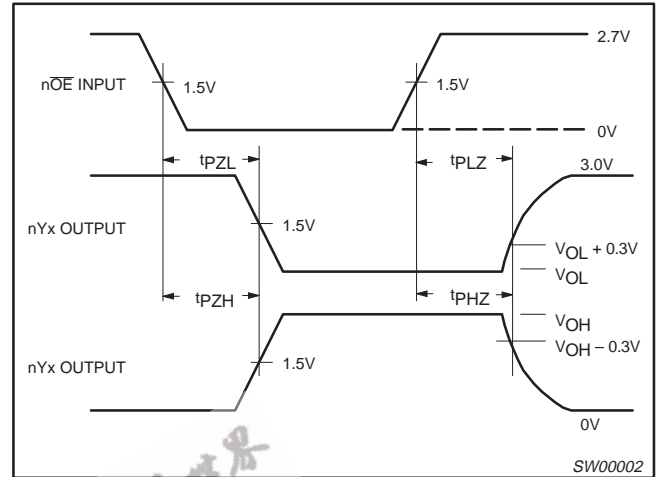 2.7V
nOE INPUT
1.5V
1.5V
0V
tPZL
tPLZ
3.0V
nYx OUTPUT
1.5V
VOL + 0.3V
VOL
tPZH
tPHZ
VOH
VOH – 0.3V
nYx OUTPUT
1.5V
0V
SW00002